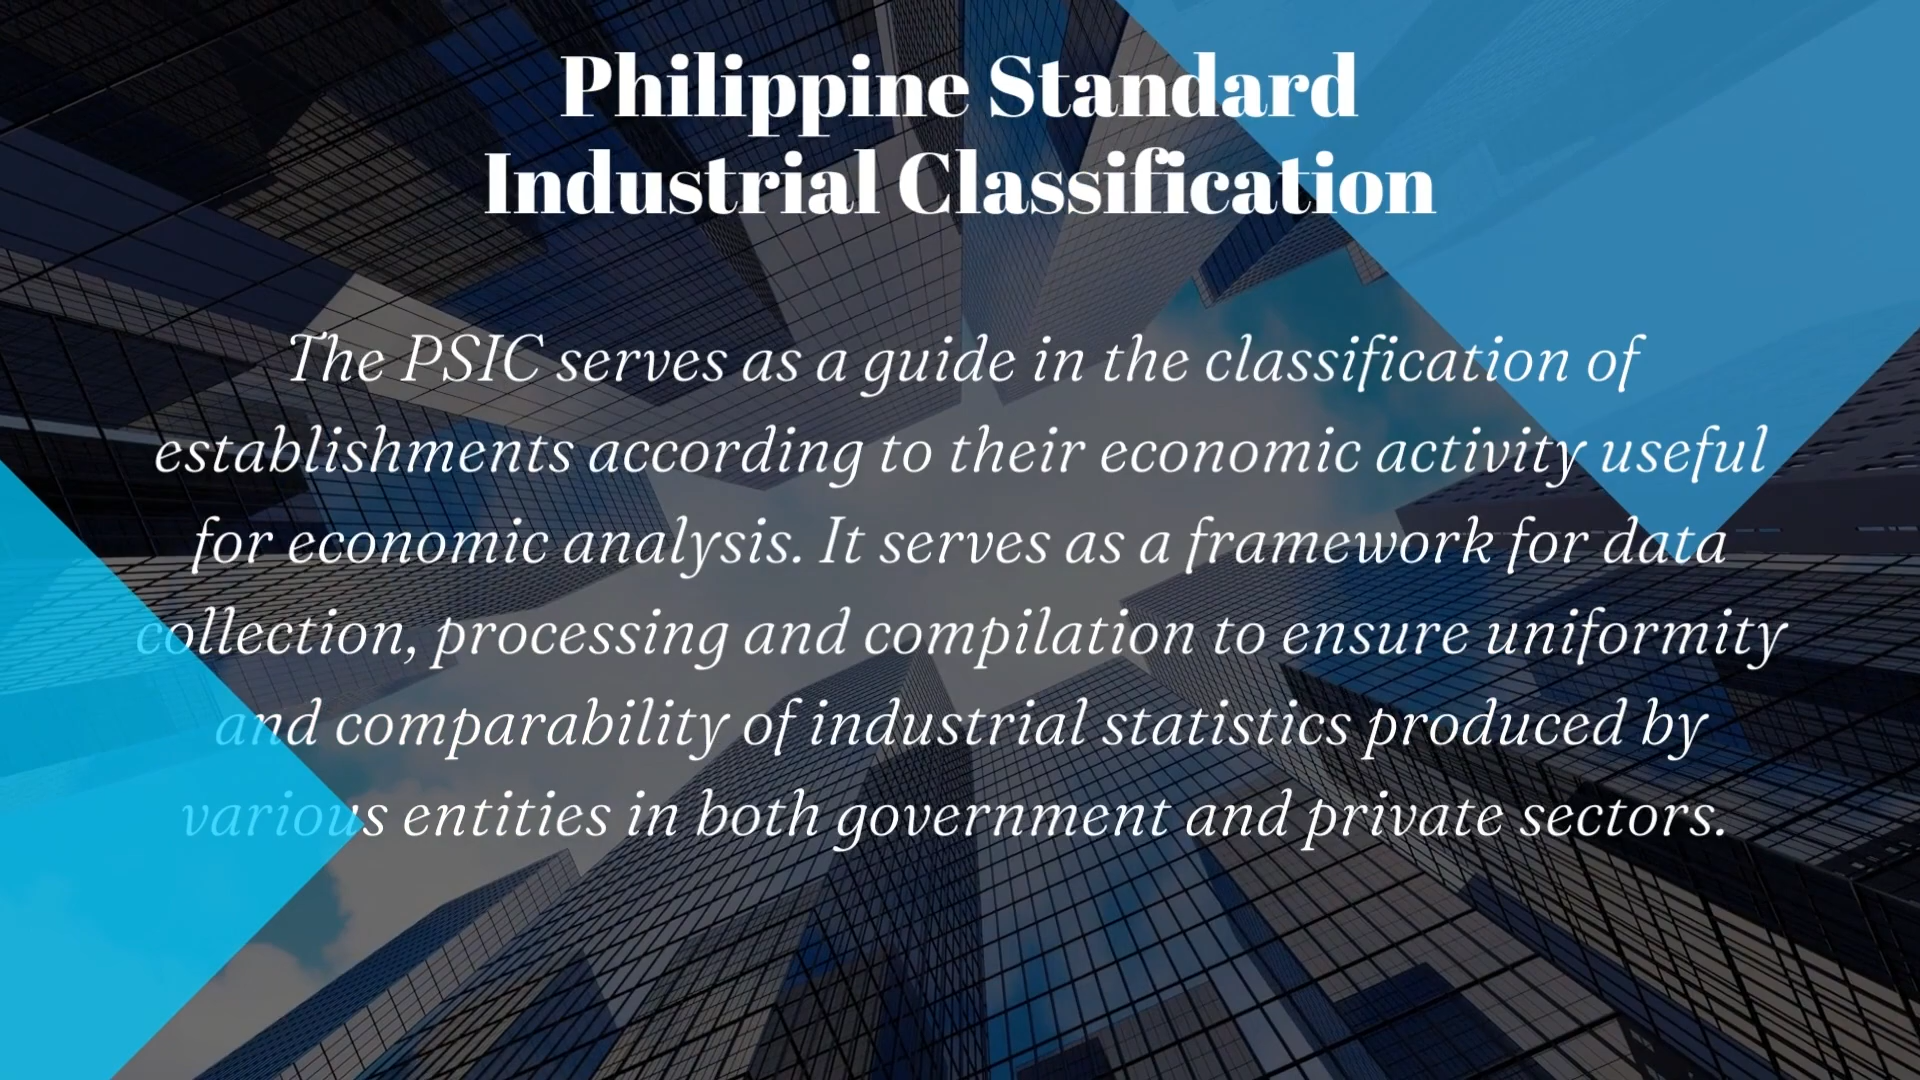 Philippine Standard
Industrial Classification
The PSIC serves as a guide in the classification of
establishments according to their economic activity useful
for economic analysis. It serves as a framework for data
collection, processing and compilation to ensure uniformity
and comparability of industrial statistics produced by
various entities in both government and private sectors.